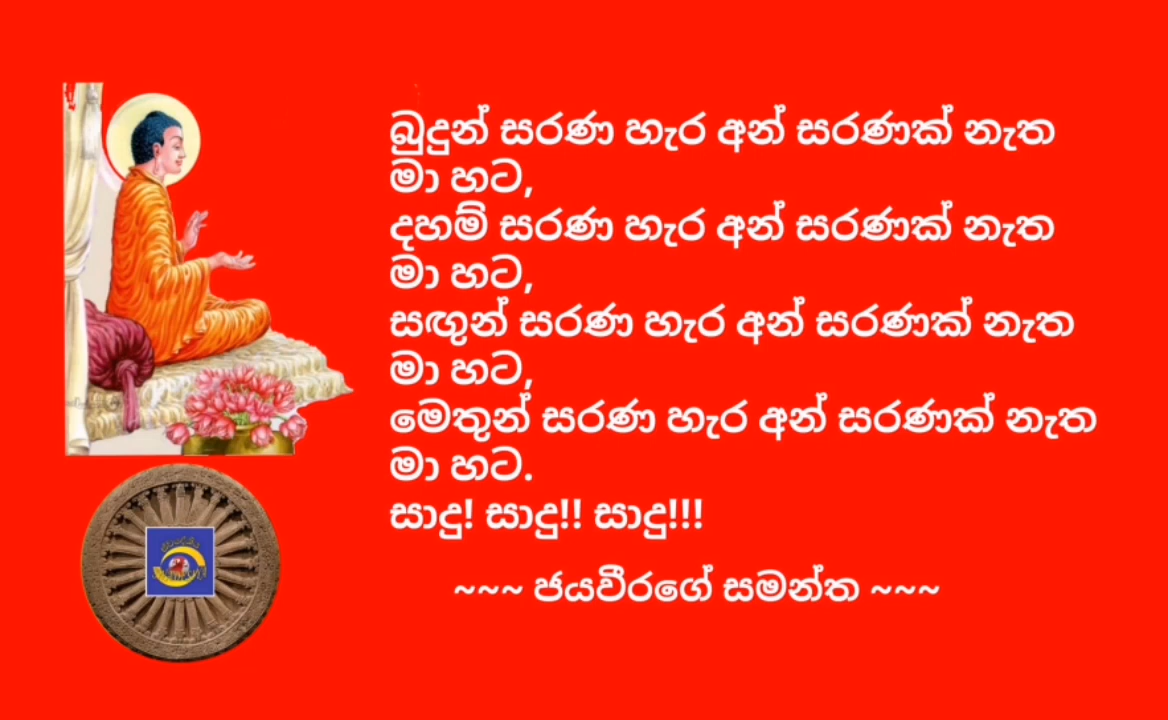 බුදුන් සරණ හැර අන් සරණක් නැත
මා හට,
දහම් සරණ හැර අන් සරණක් නැත
මා හට,
සඟුන් සරණ හැර අන් සරණක් නැත
මා හට,
මෙතුන් සරණ හැර අන් සරණක් නැත
මා හට.
සාදු! සාදු!! සාදු!!!
~~~ ජයවීරගේ සමන්ත ~~~